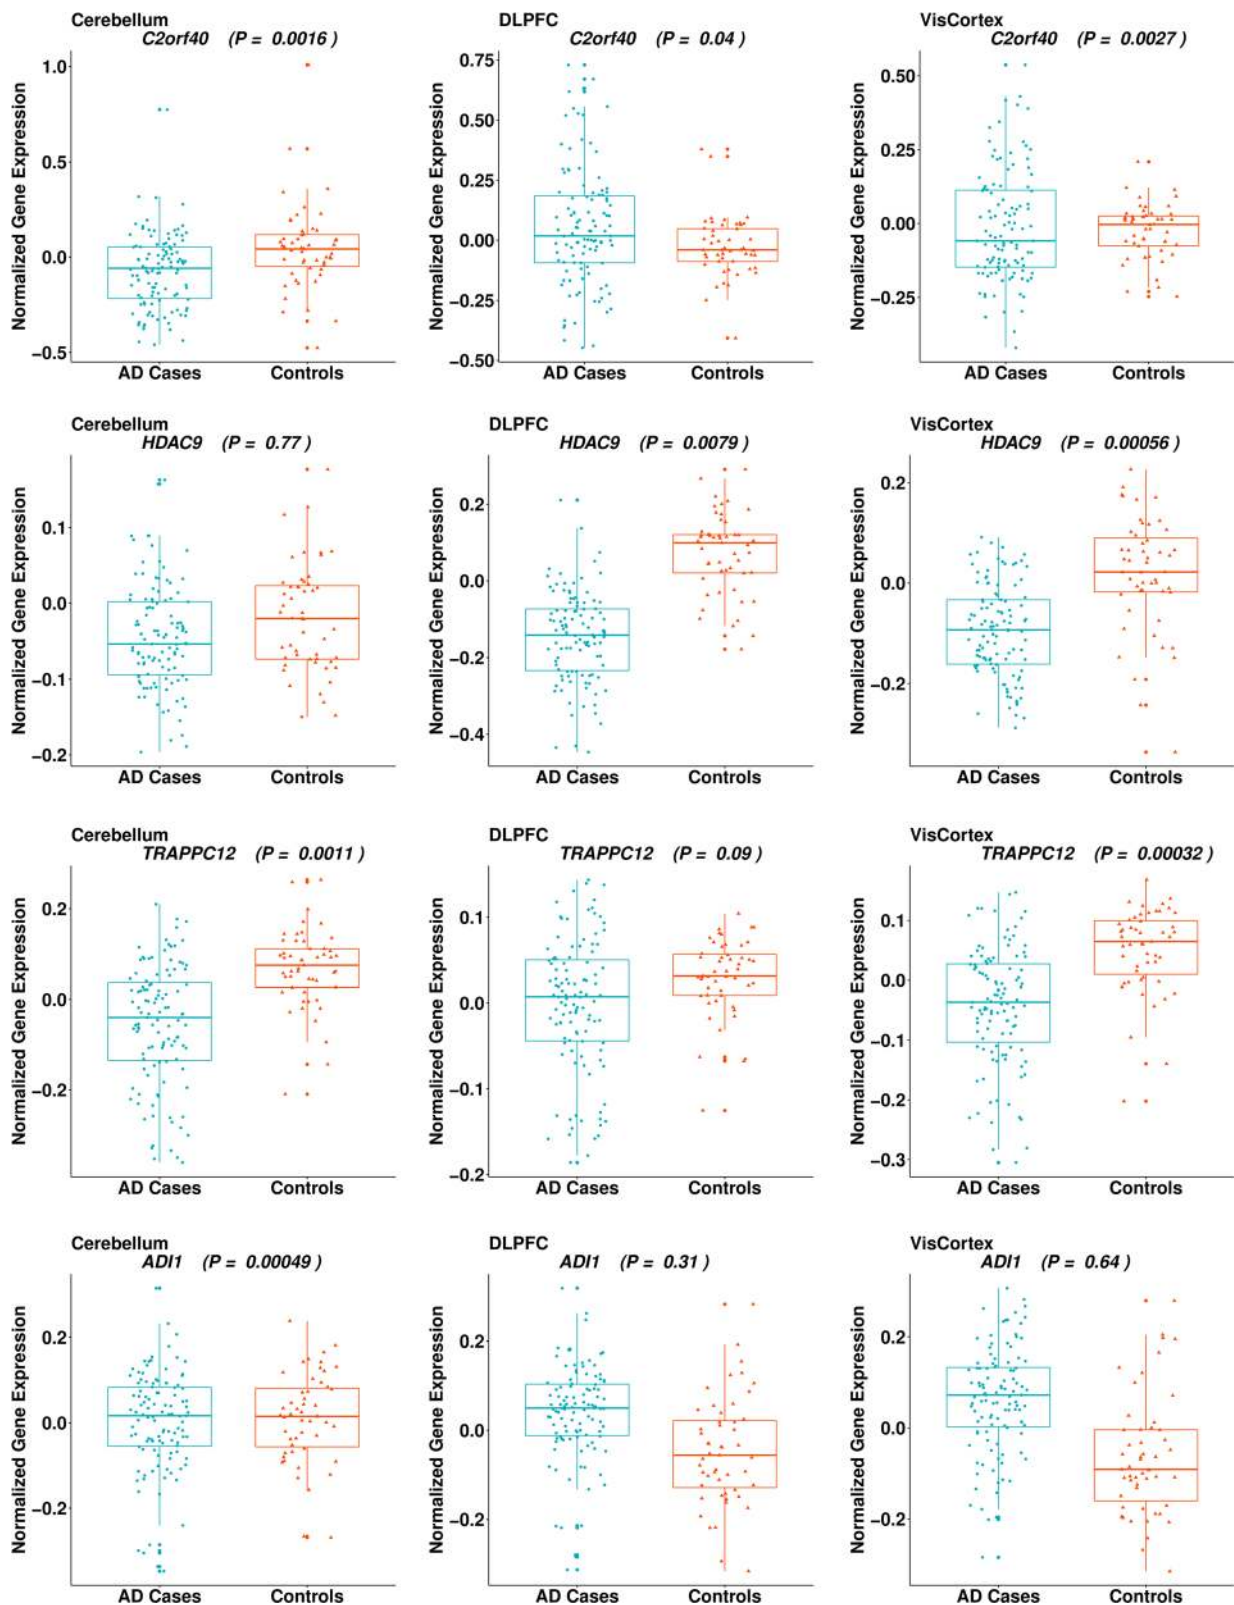 Cerebellum
C2orf40 (P = 0.0016 )
Normalized Gene Expression
1.0
0.5
0.0
−0.5
AD Cases Controls
DLPFC
C2orf40 (P = 0.04 )
Normalized Gene Expression
0.75
0.50
0.25
0.00
−0.25
−0.50
AD Cases Controls
VisCortex
C2orf40 (P = 0.0027 )
Normalized Gene Expression
0.50
0.25
0.00
−0.25
AD Cases Controls
Cerebellum
HDAC9 (P = 0.77 )
Normalized Gene Expression
0.1
0.0
−0.1
−0.2
AD Cases Controls
DLPFC
HDAC9 (P = 0.0079 )
Normalized Gene Expression
0.2
0.0
−0.2
−0.4
AD Cases Controls
VisCortex
HDAC9 (P = 0.00056 )
Normalized Gene Expression
0.2
0.0
−0.2
AD Cases Controls
Cerebellum
TRAPPC12 (P = 0.0011 )
Normalized Gene Expression
0.2
0.0
−0.2
AD Cases Controls
DLPFC
TRAPPC12 (P = 0.09 )
Normalized Gene Expression
0.1
0.0
−0.1
−0.2
AD Cases Controls
VisCortex
TRAPPC12 (P = 0.00032 )
Normalized Gene Expression
0.1
0.0
−0.1
−0.2
−0.3
AD Cases Controls
Cerebellum
ADI1 (P = 0.00049 )
Normalized Gene Expression
0.2
0.0
−0.2
AD Cases Controls
DLPFC
ADI1 (P = 0.31 )
Normalized Gene Expression
0.2
0.0
−0.2
AD Cases Controls
VisCortex
ADI1 (P = 0.64 )
Normalized Gene Expression
0.2
0.0
−0.2
AD Cases Controls